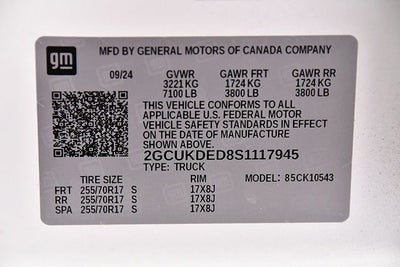 gm
MFD BY GENERAL MOTORS OF CANADA COMPANY
09/24 GVWR GAWR FRT GAWR RR
3221 KG 1724 KG 1724 KG
7100 LB 3800 LB 3800 LB
THIS VEHICLE CONFORMS TO ALL
APPLICABLE U.S. FEDERAL MOTOR
VEHICLE SAFETY STANDARDS IN EFFECT
ON THE DATE OF MANUFACTURE
SHOWN ABOVE.
2GCUKDED8S1117945
TYPE: TRUCK MODEL: 85CK10543
TIRE SIZE RIM
FRT 255/70R17 S 17X8J
RR 255/70R17 S 17X8J
SPA 255/70R17 S 17X8J